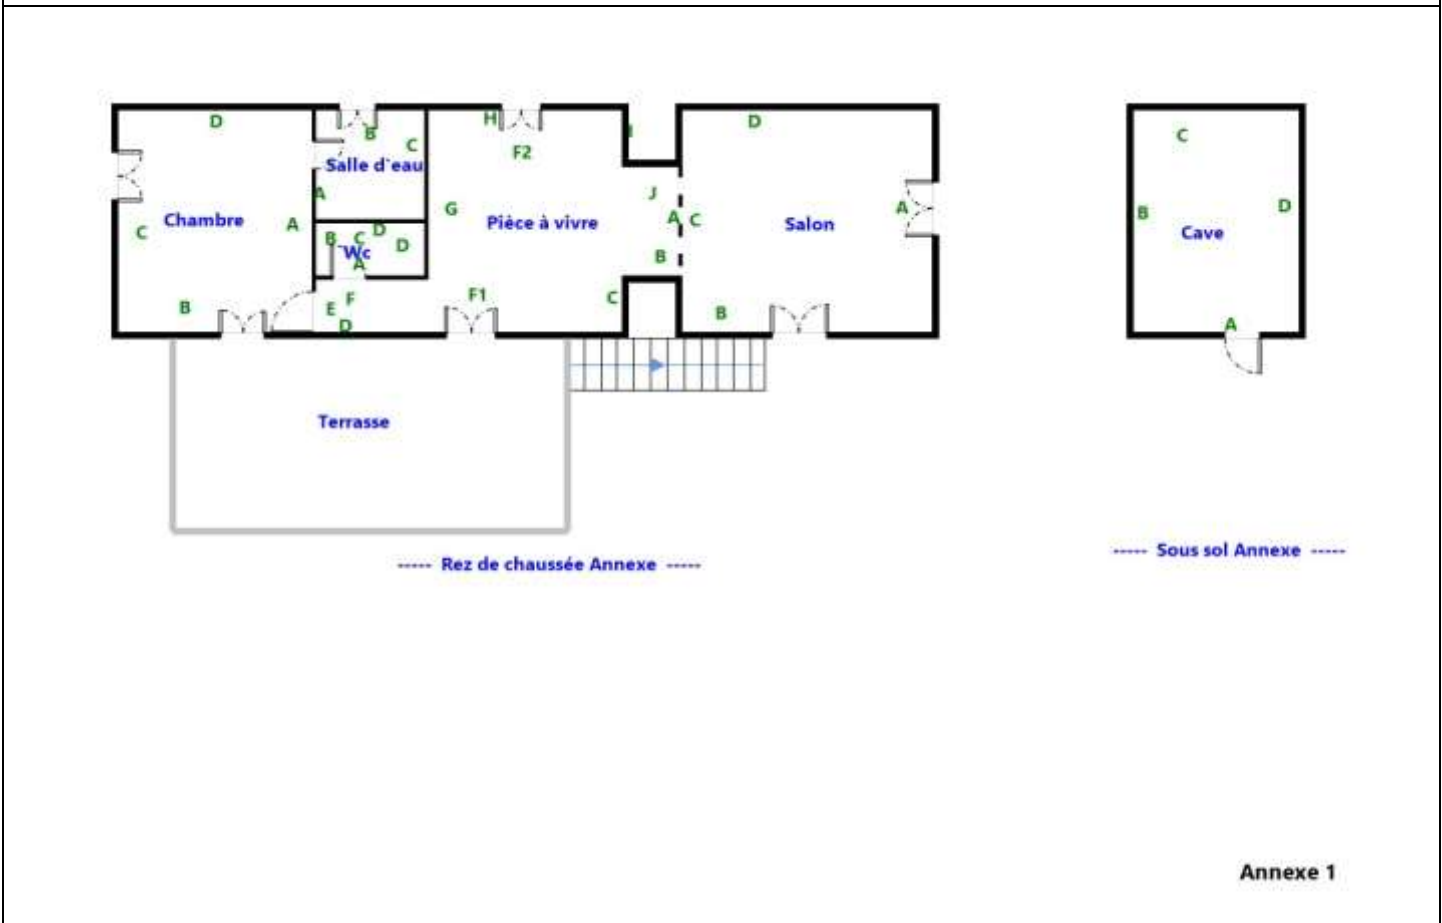 D
D
C
B
H
I
D
C
F2
Salle d'eau
A
G
J
B
D
C
Chambre
A
Pièce à vivre
A
C
Salon
A
Cave
B
C
D
D
Wc
A
B
B
E
F
D
F1
C
B
A
Terrasse
----- Rez de chaussée Annexe -----
----- Sous sol Annexe -----
Annexe 1